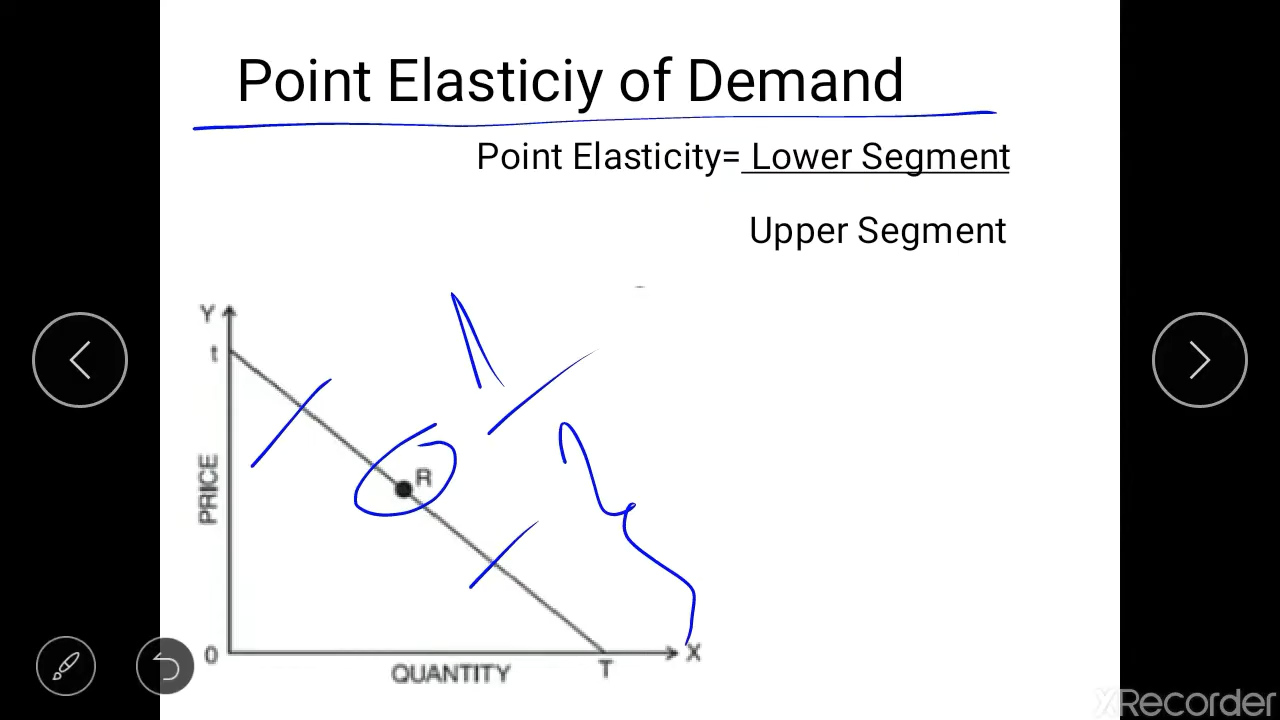 Point Elasticiy of Demand
Point Elasticity= Lower Segment
Upper Segment
Y
t
R
PRICE
0
X
T
QUANTITY
XRecorder